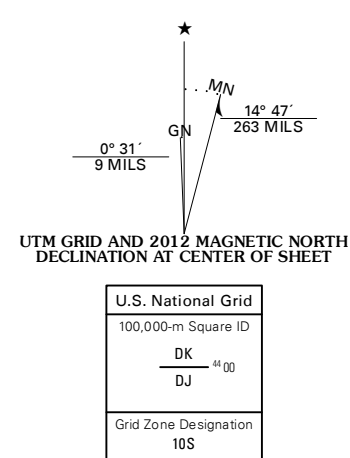 MN
GN
14° 47´
263 MILS
0° 31´
9 MILS
UTM GRID AND 2012 MAGNETIC NORTH
DECLINATION AT CENTER OF SHEET
U.S. National Grid
100,000-m Square ID
DK
44 00
DJ
Grid Zone Designation
10S